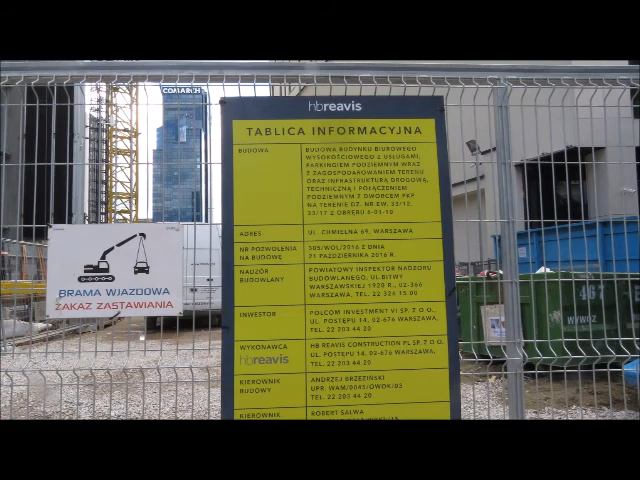 COMARCH
hbreavis
TABLICA INFORMACYJNA
BUDOWA
BUDOWA BUDYNKU BIUROWEGO
WYSOKOŚCIOWEGO Z USŁUGAMI,
PARKINGIEM PODZIEMNYM WRAZ
Z ZAGOSPODAROWANIEM TERENU
ORAZ INFRASTRUKTURĄ DROGOWĄ,
TECHNICZNĄ I POŁĄCZENIEM
PODZIEMNYM Z DWORCEM PKP
NA TERENIE DZ. NR EW. 33/12,
33/17 Z OBRĘBU 6-01-10
ADRES
UL. CHMIELNA 69, WARSZAWA
NR POZWOLENIA
NA BUDOWĘ
305/WOL/2016 Z DNIA
21 PAŹDZIERNIKA 2016 R.
NADZÓR
BUDOWLANY
POWIATOWY INSPEKTOR NADZORU
BUDOWLANEGO, UL BITWY
WARSZAWSKIEJ 1920 R., 02-366
WARSZAWA, TEL. 22 326 15 00
INWESTOR
POLCOM INVESTMENT VI SP. Z O O,
UL. POSTĘPU 14, 02-676 WARSZAWA,
TEL. 22 203 44 20
WYKONAWCA
hbreavis
HB REAVIS CONSTRUCTION PL SP. Z O O,
UL. POSTĘPU 14, 02-676 WARSZAWA,
TEL. 22 203 44 20
KIEROWNIK
BUDOWY
ANDRZEJ BRZEZIŃSKI
UPR. WAM/0045/OWOK/03
TEL. 22 203 44 20
KIEROWNIK
ROBERT SALWA
BRAMA WJAZDOWA
ZAKAZ ZASTAWIANIA
467
WYWÓZ